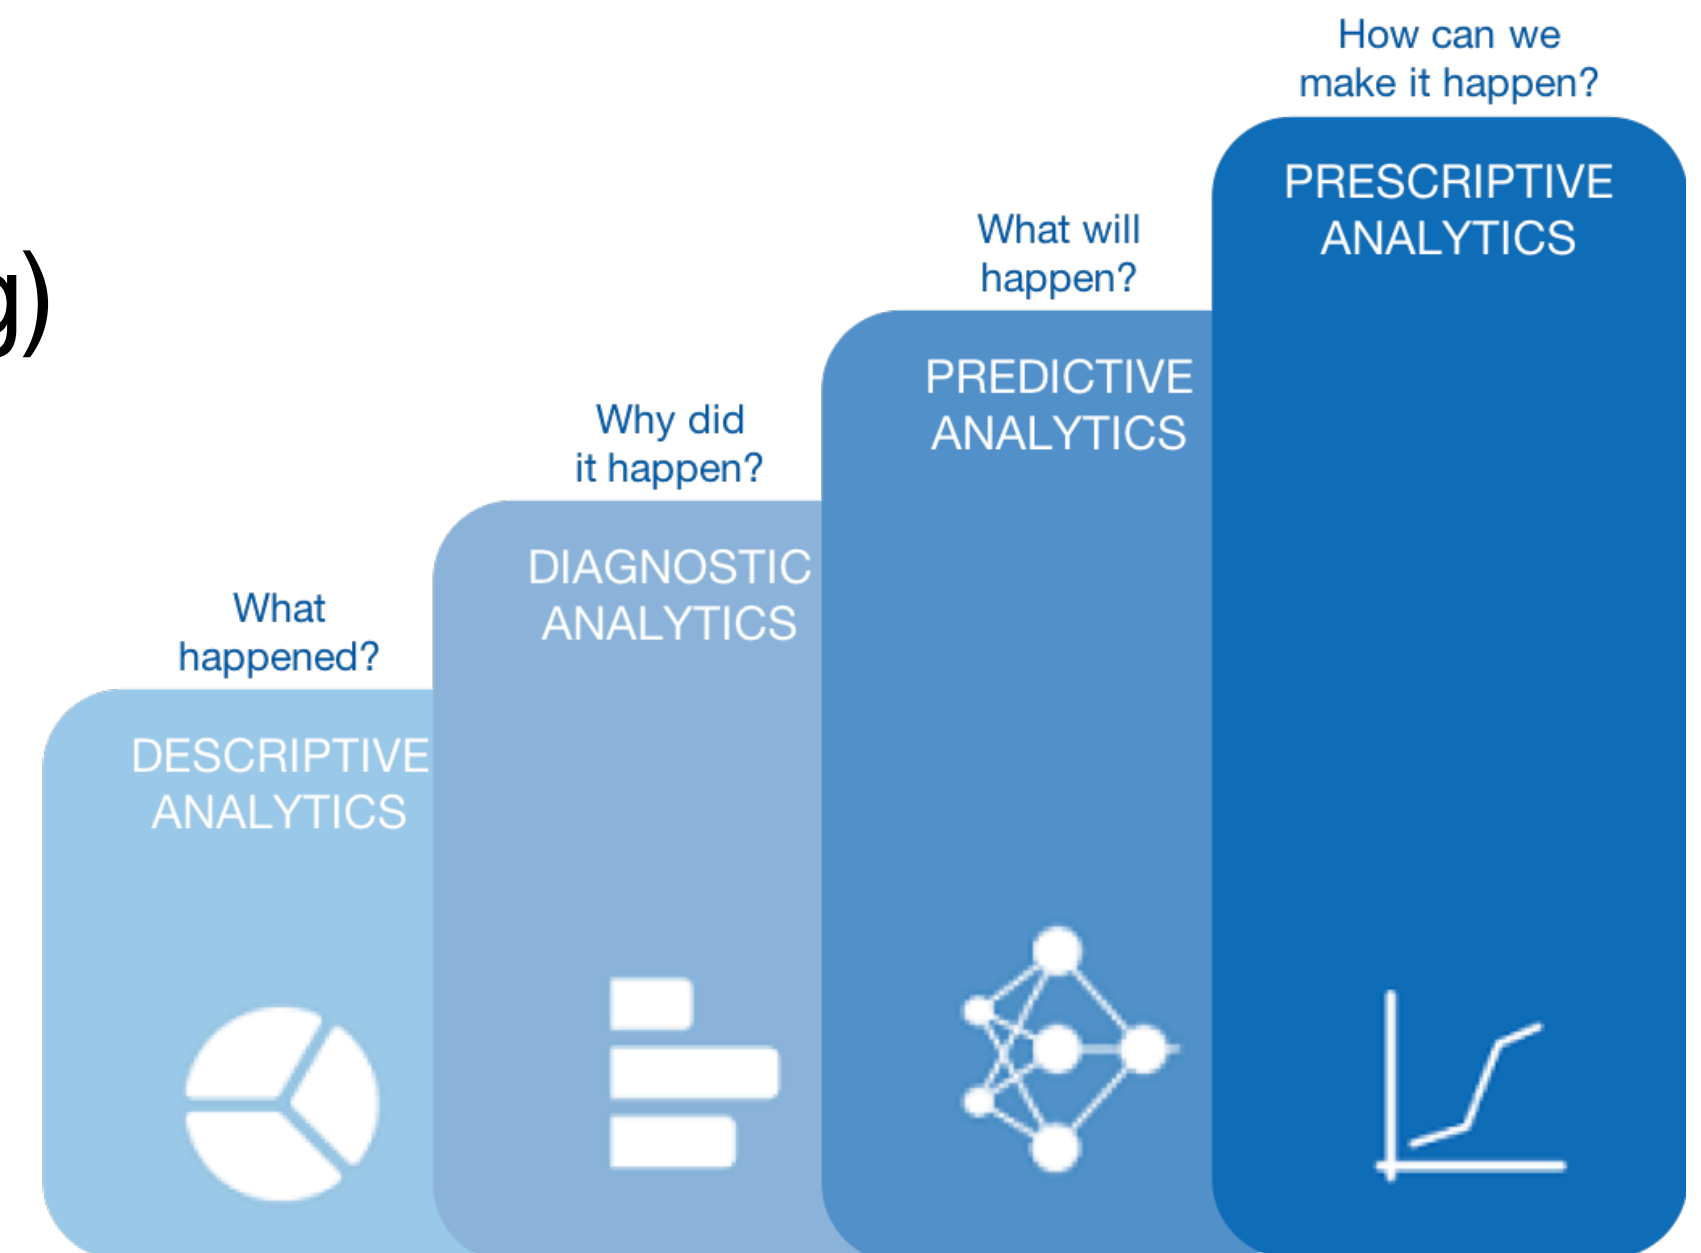 g)
What
happened?
DESCRIPTIVE
ANALYTICS
Why did
it happen?
DIAGNOSTIC
ANALYTICS
What will
happen?
PREDICTIVE
ANALYTICS
How can we
make it happen?
PRESCRIPTIVE
ANALYTICS